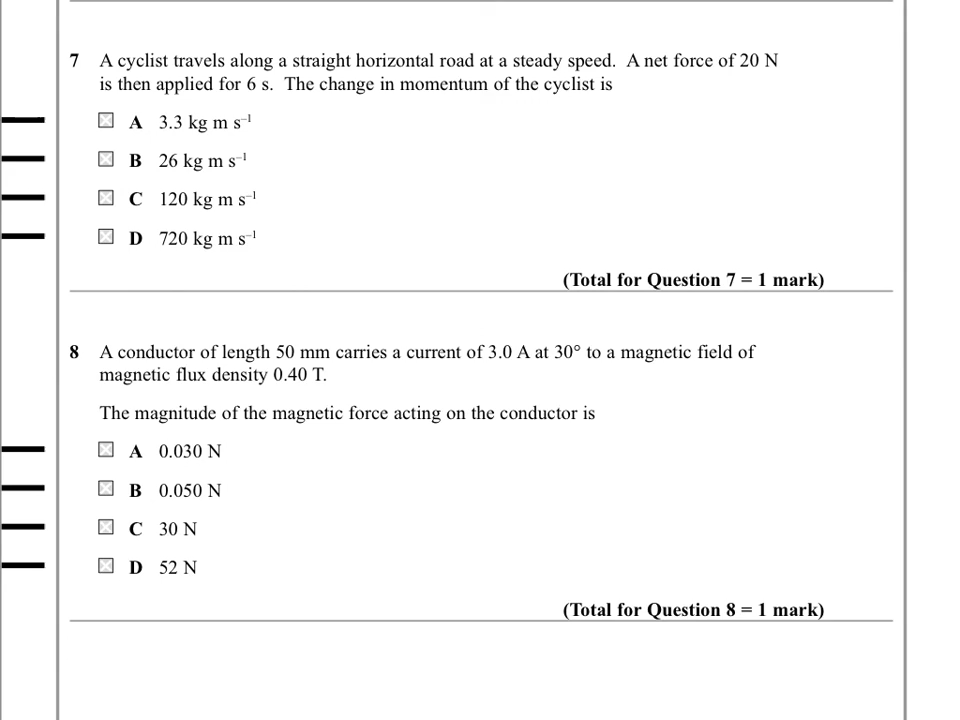 7 A cyclist travels along a straight horizontal road at a steady speed. A net force of 20 N
is then applied for 6 s. The change in momentum of the cyclist is
A 3.3 kg m s⁻¹
B 26 kg m s⁻¹
C 120 kg m s⁻¹
D 720 kg m s⁻¹
(Total for Question 7 = 1 mark)
8 A conductor of length 50 mm carries a current of 3.0 A at 30° to a magnetic field of
magnetic flux density 0.40 T.
The magnitude of the magnetic force acting on the conductor is
A 0.030 N
B 0.050 N
C 30 N
D 52 N
(Total for Question 8 = 1 mark)